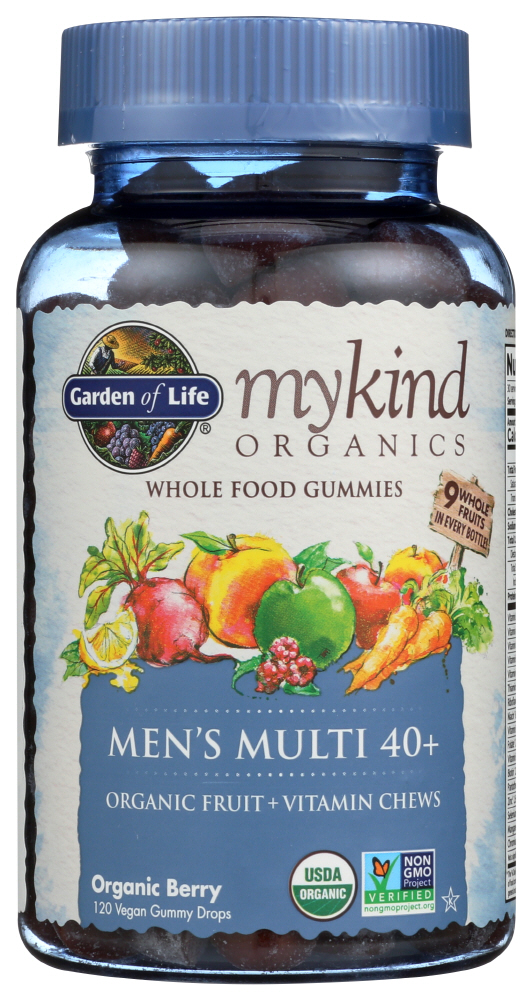 Garden of Life®
mykind
ORGANICS
WHOLE FOOD GUMMIES
9 WHOLE
FRUITS
IN EVERY BOTTLE!
MEN'S MULTI 40+
ORGANIC FRUIT + VITAMIN CHEWS
Organic Berry
120 Vegan Gummy Drops
USDA
ORGANIC
NON
GMO
Project
VERIFIED
nongmoproject.org
K